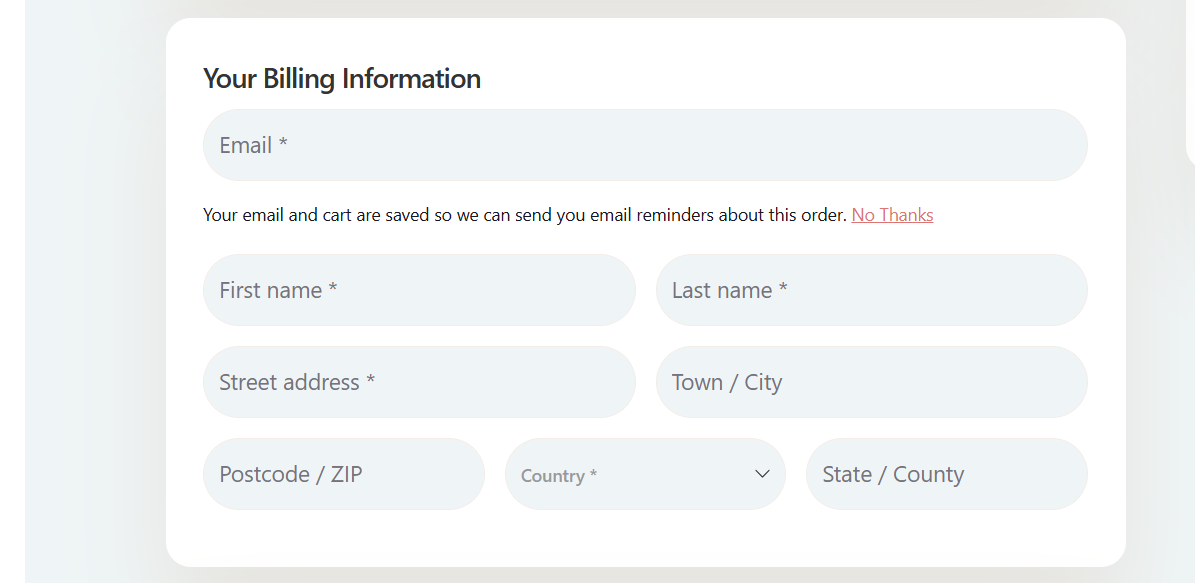 Your Billing Information
Email *
Your email and cart are saved so we can send you email reminders about this order. No Thanks
First name *
Last name *
Street address *
Town / City
Postcode / ZIP
Country *
State / County